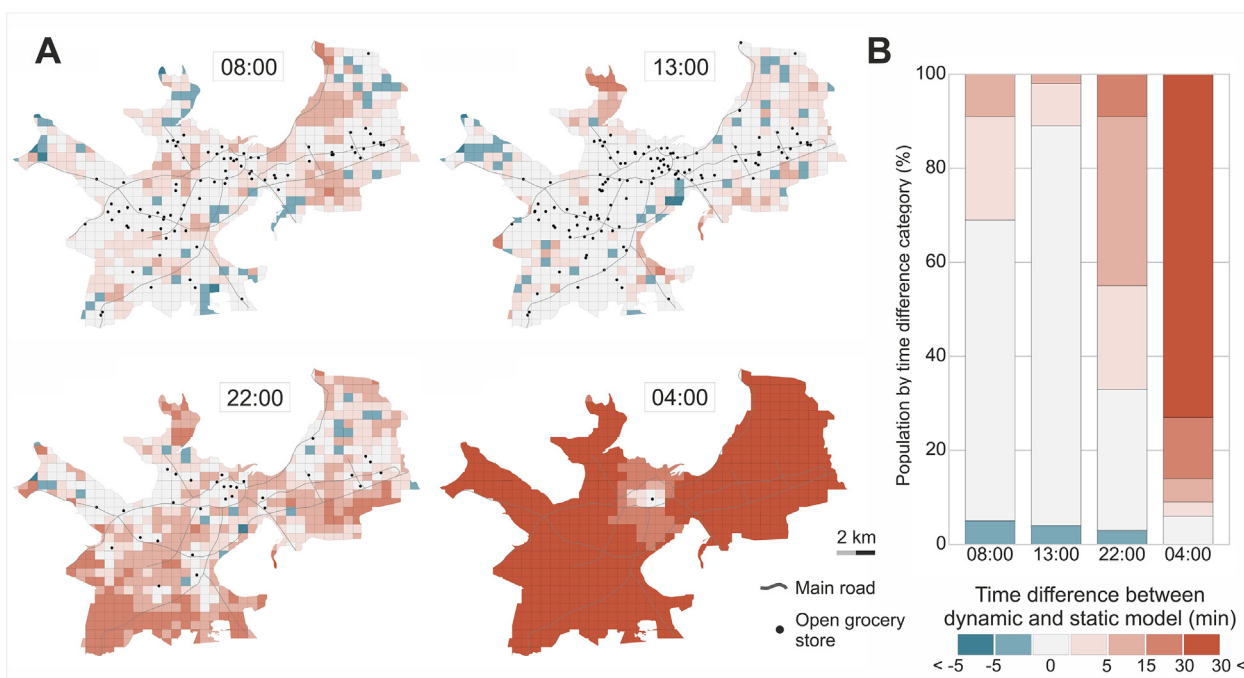 A
08:00
13:00
22:00
04:00
2 km
Main road
Open grocery
store
B
Population by time difference category (%)
100
80
60
40
20
0
08:00 13:00 22:00 04:00
Time difference between
dynamic and static model (min)
< -5 -5 0 5 15 30 30 <